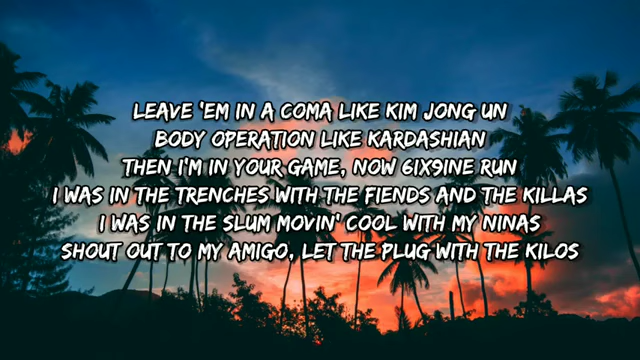 LEAVE 'EM IN A COMA LIKE KIM JONG UN
BODY OPERATION LIKE KARDASHIAN
THEN I'M IN YOUR GAME, NOW 6IX9INE RUN
I WAS IN THE TRENCHES WITH THE FIENDS AND THE KILLAS
I WAS IN THE SLUM MOVIN' COOL WITH MY NINAS
SHOUT OUT TO MY AMIGO, LET THE PLUG WITH THE KILOS